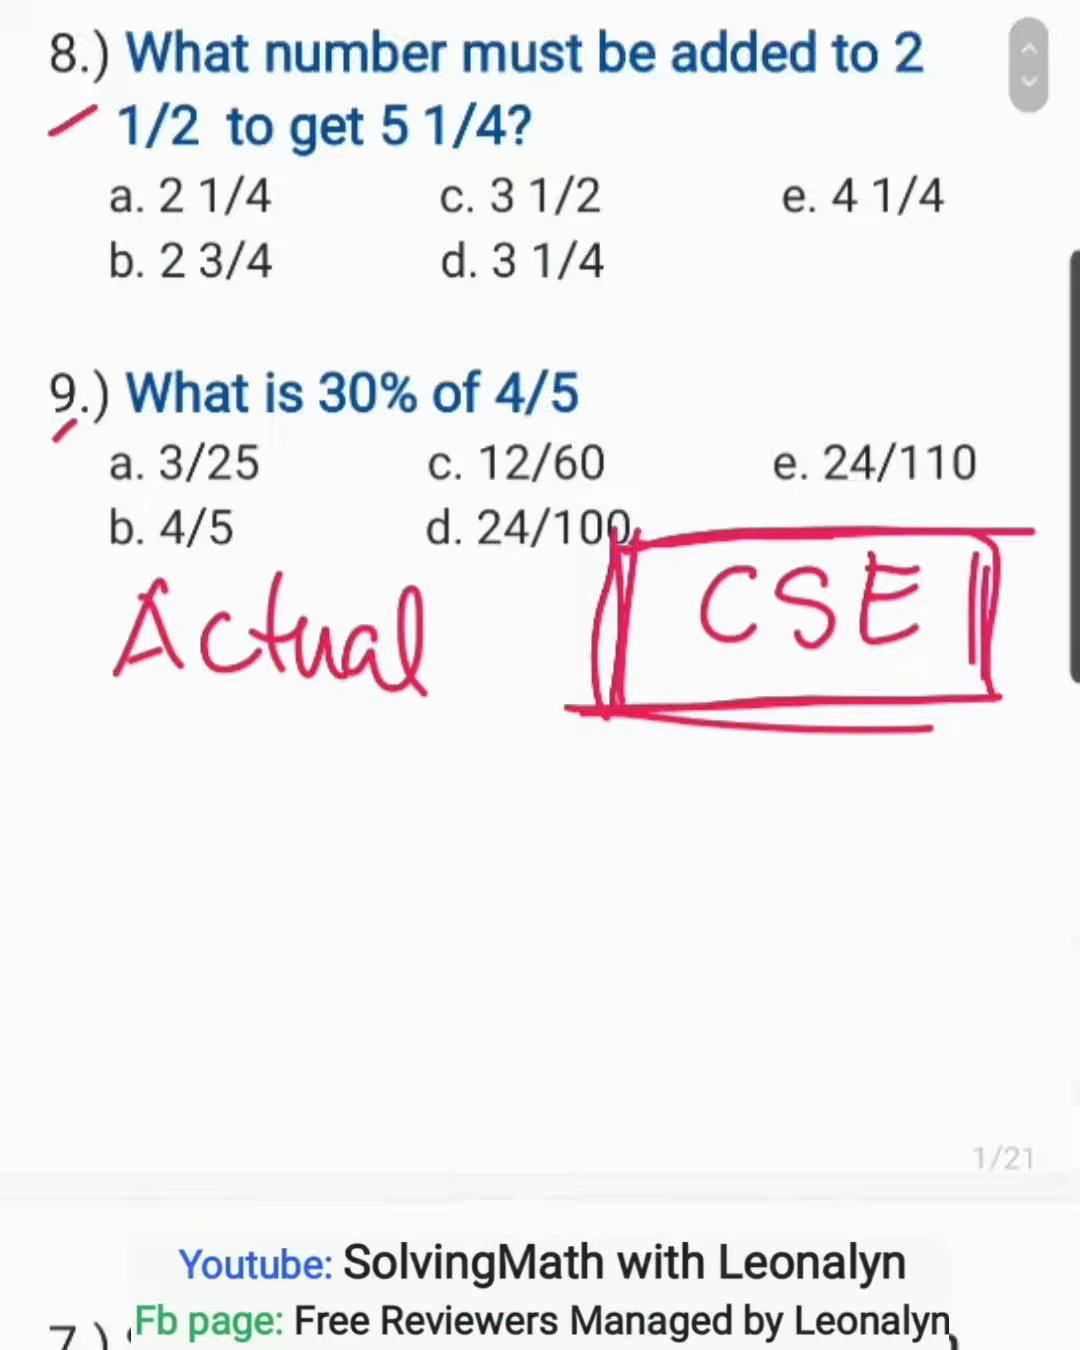 8.) What number must be added to 2
1/2 to get 5 1/4?
a. 2 1/4 c. 3 1/2 e. 4 1/4
b. 2 3/4 d. 3 1/4
9.) What is 30% of 4/5
a. 3/25 c. 12/60 e. 24/110
b. 4/5 d. 24/100
Actual CSE
1/21
Youtube: SolvingMath with Leonalyn
Fb page: Free Reviewers Managed by Leonalyn
7.)